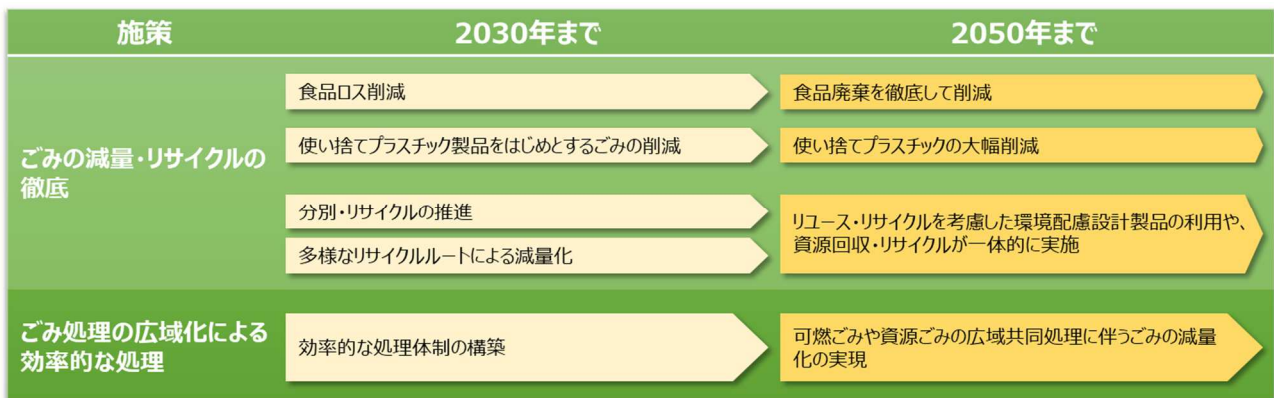 施策
2030年まで
2050年まで
ごみの減量・リサイクルの
徹底
食品ロス削減
食品廃棄を徹底して削減
使い捨てプラスチック製品をはじめとするごみの削減
使い捨てプラスチックの大幅削減
分別・リサイクルの推進
多様なリサイクルルートによる減量化
リユース・リサイクルを考慮した環境配慮設計製品の利用や、
資源回収・リサイクルが一体的に実施
ごみ処理の広域化による
効率的な処理
効率的な処理体制の構築
可燃ごみや資源ごみの広域共同処理に伴うごみの減量
化の実現